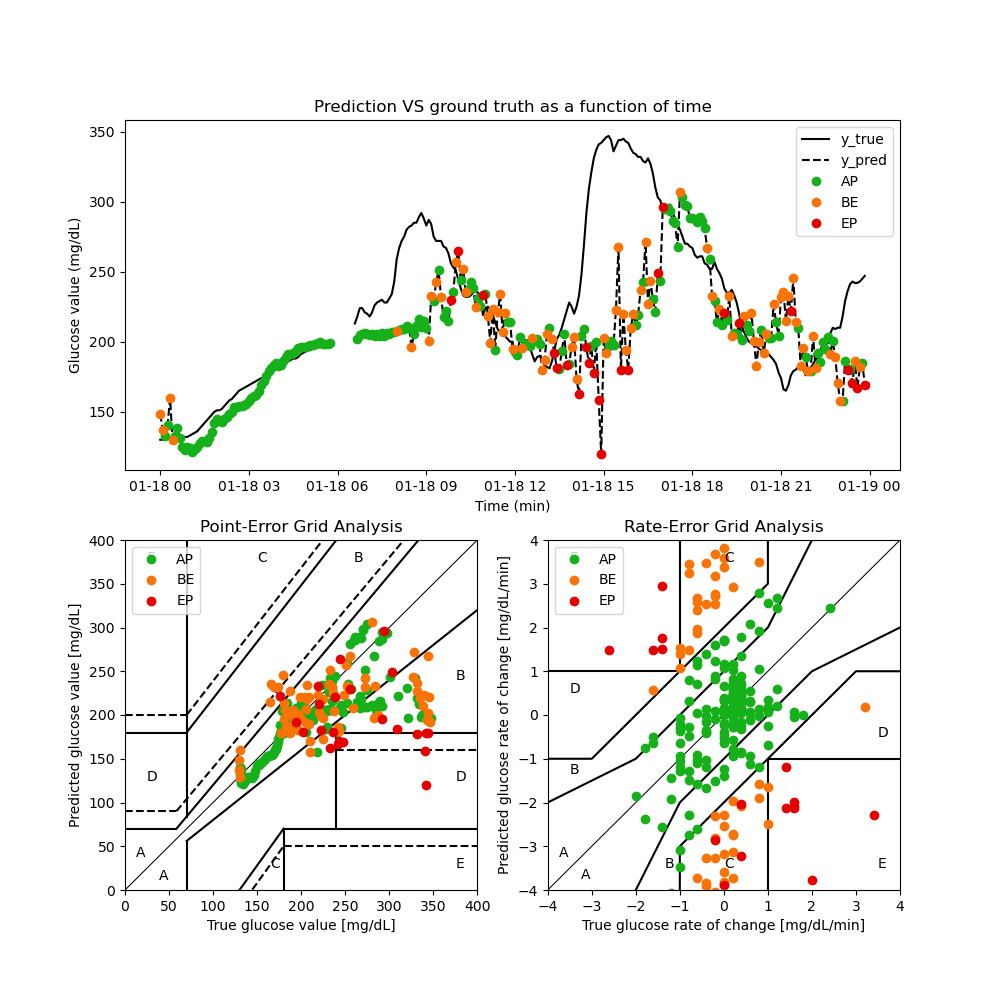 Prediction VS ground truth as a function of time
Glucose value (mg/dL)
350
300
250
200
150
y_true
y_pred
AP
BE
EP
01-18 00 01-18 03 01-18 06 01-18 09 01-18 12 01-18 15 01-18 18 01-18 21 01-19 00
Time (min)
Point-Error Grid Analysis
Predicted glucose value [mg/dL]
400
350
300
250
200
150
100
50
0
AP
BE
EP
C
B
B
D
D
A
A
C
E
0 50 100 150 200 250 300 350 400
True glucose value [mg/dL]
Rate-Error Grid Analysis
Predicted glucose rate of change [mg/dL/min]
4
3
2
1
0
−1
−2
−3
−4
AP
BE
EP
C
D
D
B
A
A
B
C
E
−4 −3 −2 −1 0 1 2 3 4
True glucose rate of change [mg/dL/min]